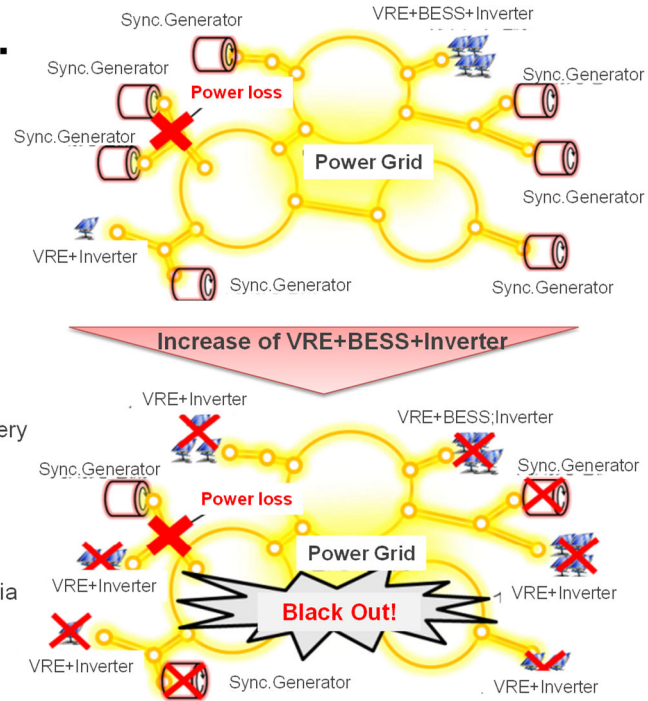 Sync.Generator
VRE+BESS+Inverter
Sync.Generator
Sync.Generator
Power loss
Sync.Generator
Power Grid
Sync.Generator
VRE+Inverter
Sync.Generator
Sync.Generator
Increase of VRE+BESS+Inverter
VRE+Inverter
VRE+BESS;Inverter
ery
Sync.Generator
Sync.Generator
Power loss
Power Grid
VRE+Inverter
ia
VRE+Inverter
Black Out!
VRE+Inverter
Sync.Generator
VRE+Inverter